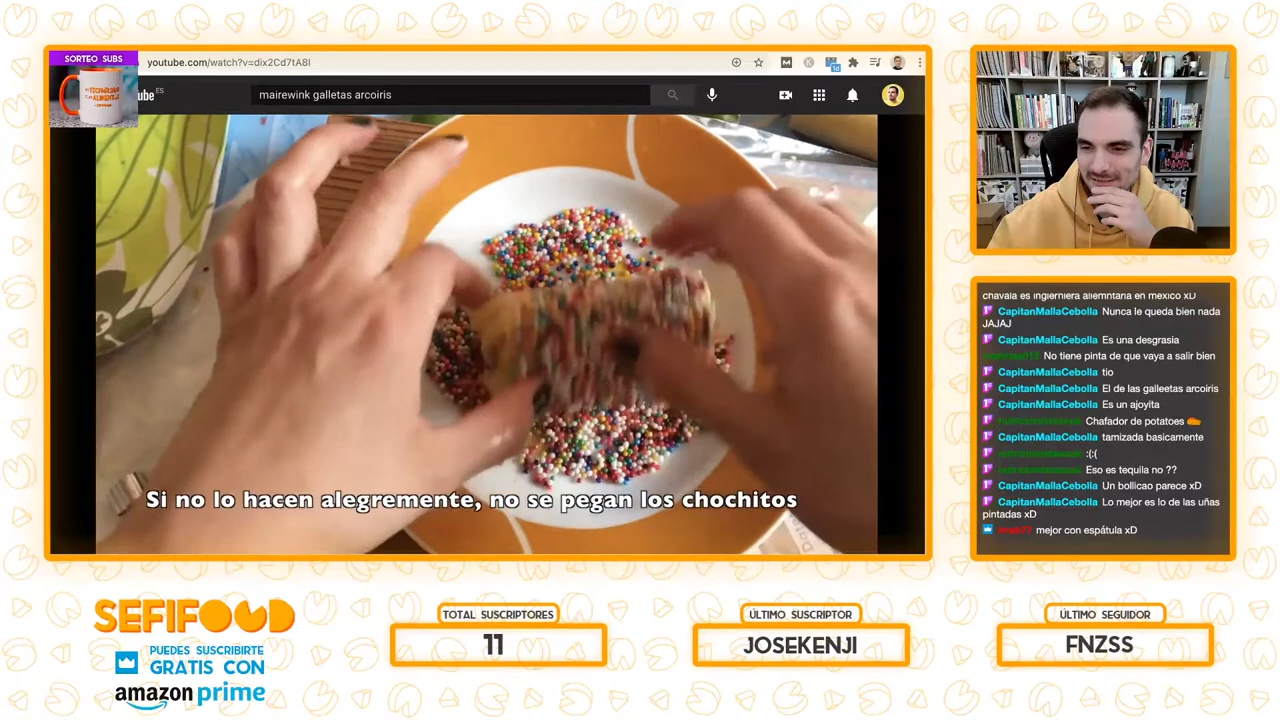 SORTEO SUBS
youtube.com/watch?v=dix2Cd7tA8I
ube ES
mairewink galletas arcoiris
Si no lo hacen alegremente, no se pegan los chochitos
chavala es ingierniera aliemntaria en mexico xD
CapitanMallaCebolla Nunca le queda bien nada
JAJAJ
CapitanMallaCebolla Es una desgrasia
No tiene pinta de que vaya a salir bien
CapitanMallaCebolla tio
CapitanMallaCebolla El de las galleetas arcoiris
CapitanMallaCebolla Es un ajoyita
Chafador de potatoes
CapitanMallaCebolla tamizada basicamente
:(:(
Eso es tequila no ??
CapitanMallaCebolla Un bollicao parece xD
CapitanMallaCebolla Lo mejor es lo de las uñas
pintadas xD
mejor con espátula xD
SEFIFOOD
PUEDES SUSCRIBIRTE
GRATIS CON
amazon prime
TOTAL SUSCRIPTORES
11
ÚLTIMO SUSCRIPTOR
JOSEKENJI
ÚLTIMO SEGUIDOR
FNZSS